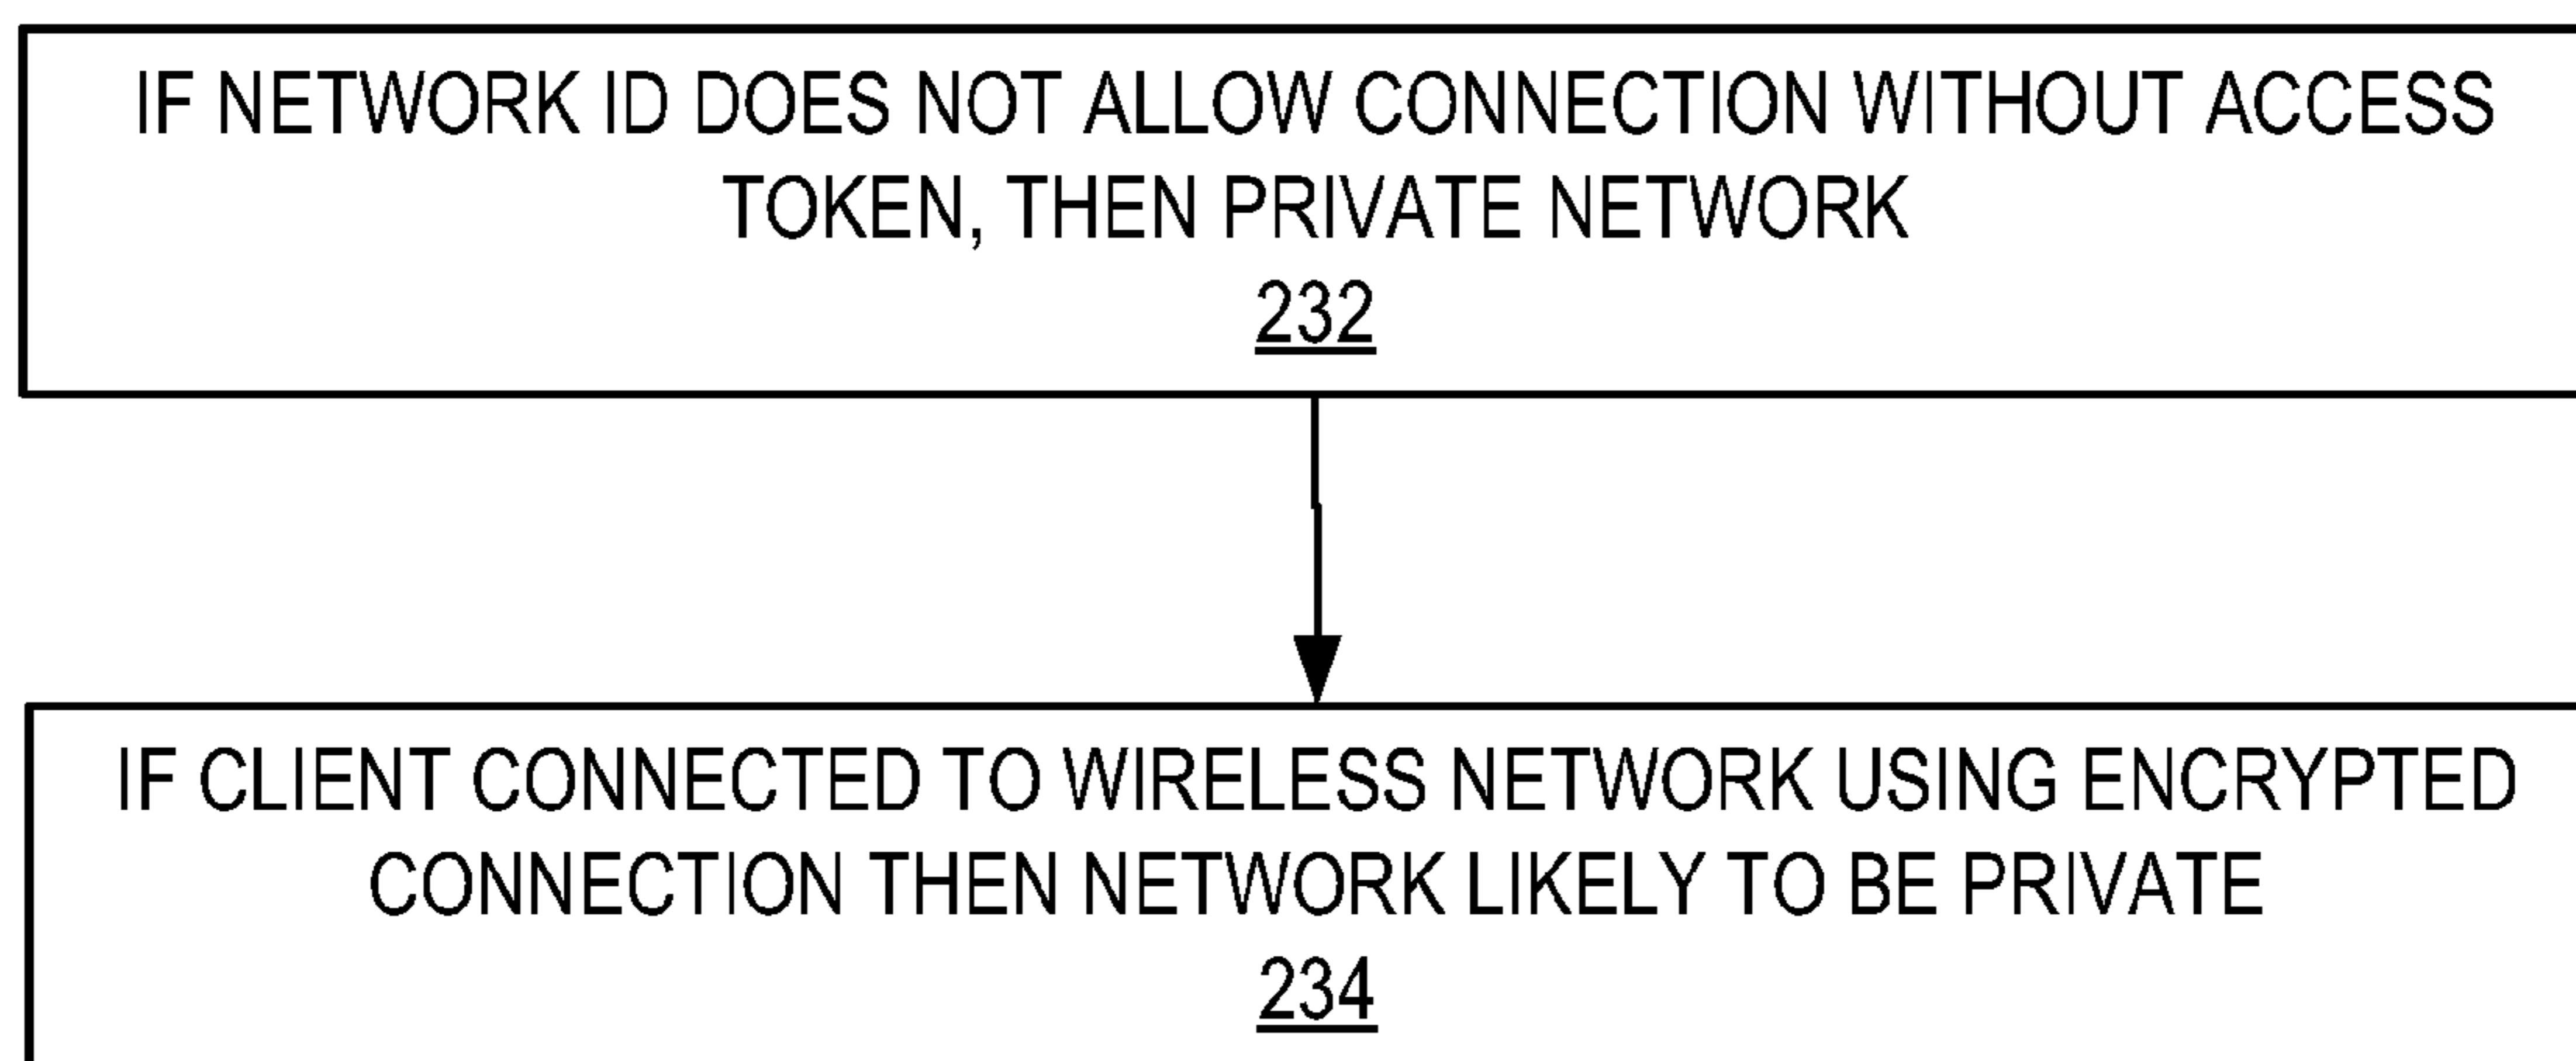 IF NETWORK ID DOES NOT ALLOW CONNECTION WITHOUT ACCESS
TOKEN, THEN PRIVATE NETWORK
232
IF CLIENT CONNECTED TO WIRELESS NETWORK USING ENCRYPTED
CONNECTION THEN NETWORK LIKELY TO BE PRIVATE
234